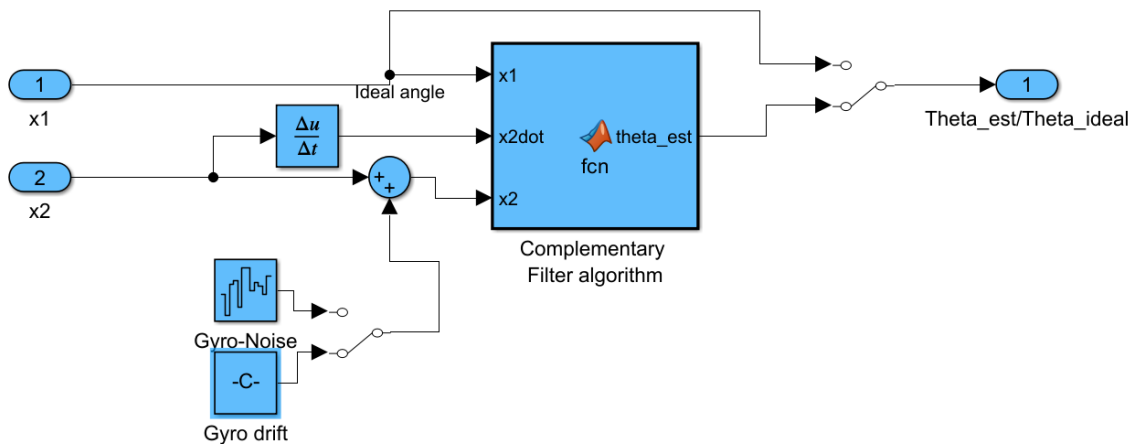 1
x1
Ideal angle
2
x2
Δu
Δt
+
+
x1
x2dot
x2
theta_est
fcn
Complementary
Filter algorithm
1
Theta_est/Theta_ideal
Gyro-Noise
-C-
Gyro drift